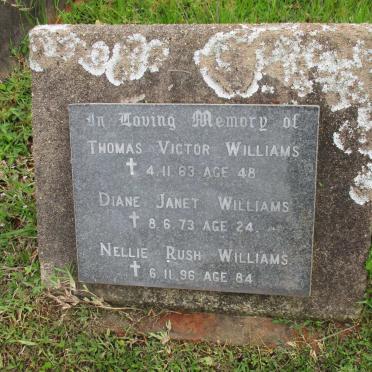 In Loving Memory of
THOMAS VICTOR WILLIAMS
✝ 4.11.63 AGE 48
DIANE JANET WILLIAMS
✝ 8.6.73 AGE 24.
NELLIE RUSH WILLIAMS
✝ 6.11.96 AGE 84